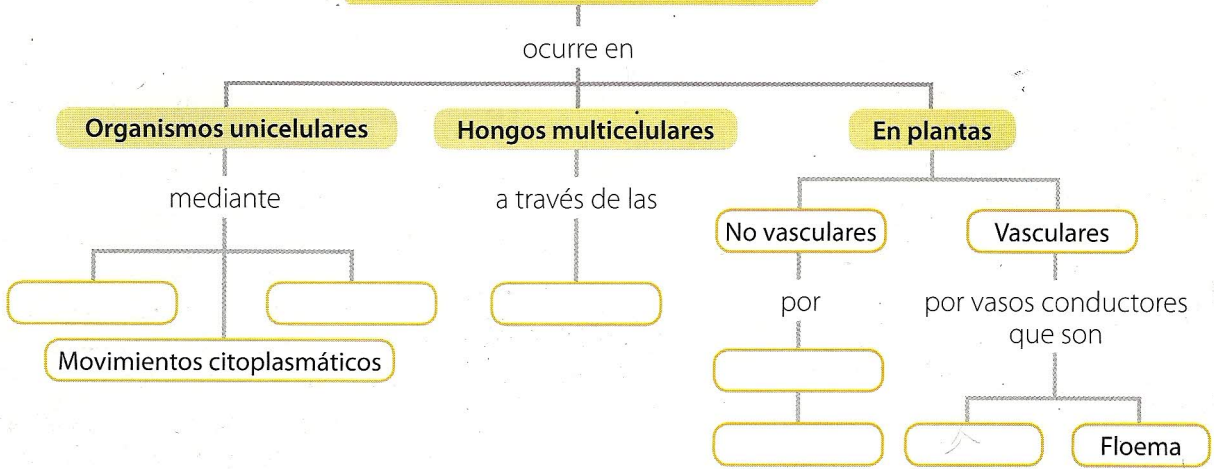 ocurre en
Organismos unicelulares
Hongos multicelulares
En plantas
mediante
a través de las
No vasculares
Vasculares
por
por vasos conductores
que son
Movimientos citoplasmáticos
Floema